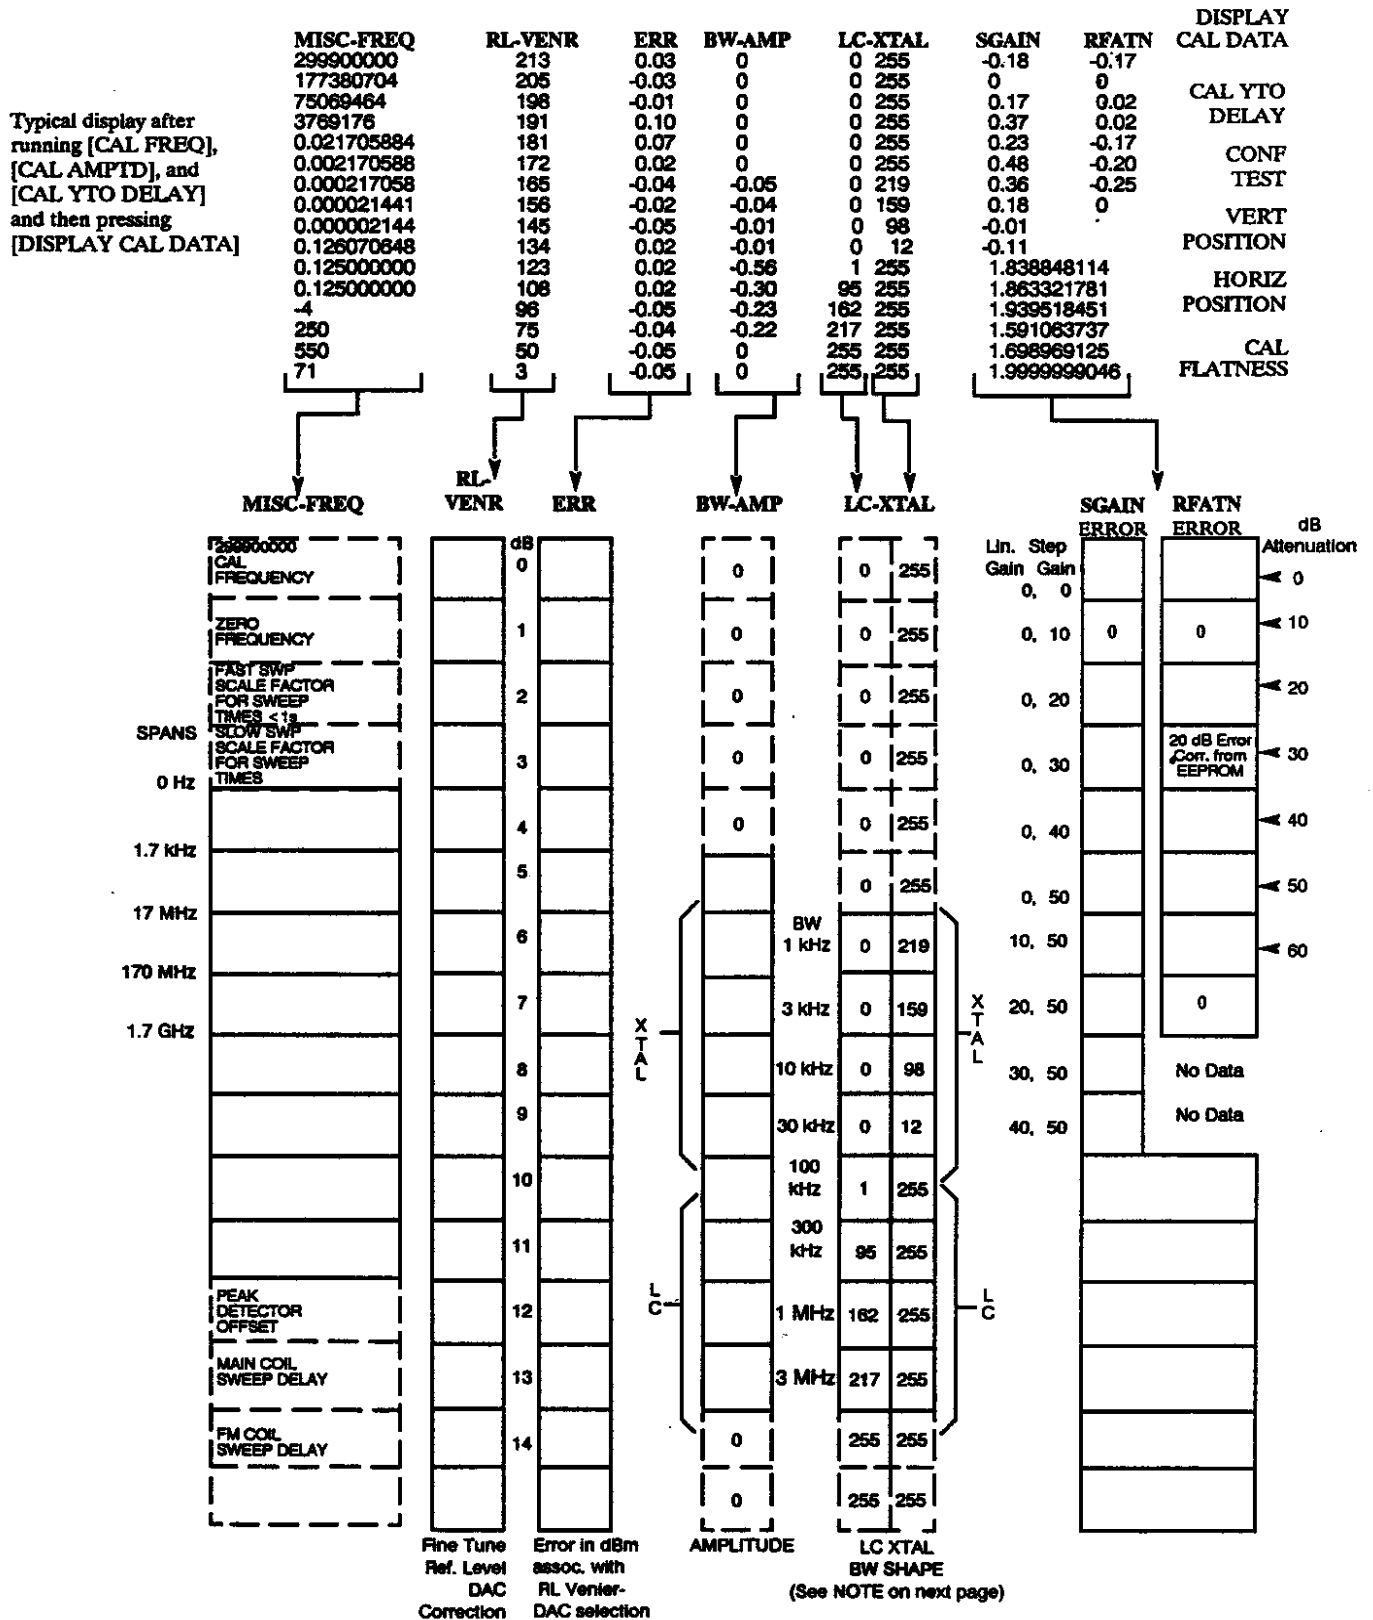 DISPLAY
CAL DATA
MISC-FREQ RL-VENR ERR BW-AMP LC-XTAL SGAIN RFATN
299900000 213 0.03 0 0 255 -0.18 -0.17
177380704 205 -0.03 0 0 255 0 0
75069464 198 -0.01 0 0 255 0.17 0.02
3769176 191 0.10 0 0 255 0.37 0.02
0.021705884 181 0.07 0 0 255 0.23 -0.17
0.002170588 172 0.02 0 0 255 0.48 -0.20
0.000217058 165 -0.04 -0.05 0 219 0.36 -0.25
0.000021441 156 -0.02 -0.04 0 159 0.18 0
0.000002144 145 -0.05 -0.01 0 98 -0.01
0.126070648 134 0.02 -0.01 0 12 -0.11
0.125000000 123 0.02 -0.56 1 255 1.838848114
0.125000000 108 0.02 -0.30 95 255 1.863321781
-4 96 -0.05 -0.23 162 255 1.939518451
250 75 -0.04 -0.22 217 255 1.591063737
550 50 -0.05 0 255 255 1.698969125
71 3 -0.05 0 255 255 1.9999999046
CAL YTO
DELAY
CONF
TEST
VERT
POSITION
HORIZ
POSITION
CAL
FLATNESS
Typical display after
running [CAL FREQ],
[CAL AMPTD], and
[CAL YTO DELAY]
and then pressing
[DISPLAY CAL DATA]
MISC-FREQ
RL-
VENR
ERR
BW-AMP
LC-XTAL
SGAIN
ERROR
RFATN
ERROR
dB
Attenuation
299900000
CAL
FREQUENCY
ZERO
FREQUENCY
FAST SWP
SCALE FACTOR
FOR SWEEP
TIMES <1s
SLOW SWP
SCALE FACTOR
FOR SWEEP
TIMES
PEAK
DETECTOR
OFFSET
MAIN COIL
SWEEP DELAY
FM COIL
SWEEP DELAY
SPANS
0 Hz
1.7 kHz
17 MHz
170 MHz
1.7 GHz
dB
0
1
2
3
4
5
6
7
8
9
10
11
12
13
14
XTAL
LC
0
0
0
0
0
0
0
BW
1 kHz
3 kHz
10 kHz
30 kHz
100
kHz
300
kHz
1 MHz
3 MHz
0 255
0 255
0 255
0 255
0 255
0 255
0 219
0 159
0 98
0 12
1 255
95 255
162 255
217 255
255 255
255 255
XTAL
LC
Lin. Step
Gain Gain
0, 0
0, 10
0, 20
0, 30
0, 40
0, 50
10, 50
20, 50
30, 50
40, 50
0
0
20 dB Error
Corr. from
EEPROM
0
No Data
No Data
0
10
20
30
40
50
60
Fine Tune
Ref. Level
DAC
Correction
Error in dBm
assoc. with
RL Venier-
DAC selection
AMPLITUDE
LC XTAL
BW SHAPE
(See NOTE on next page)